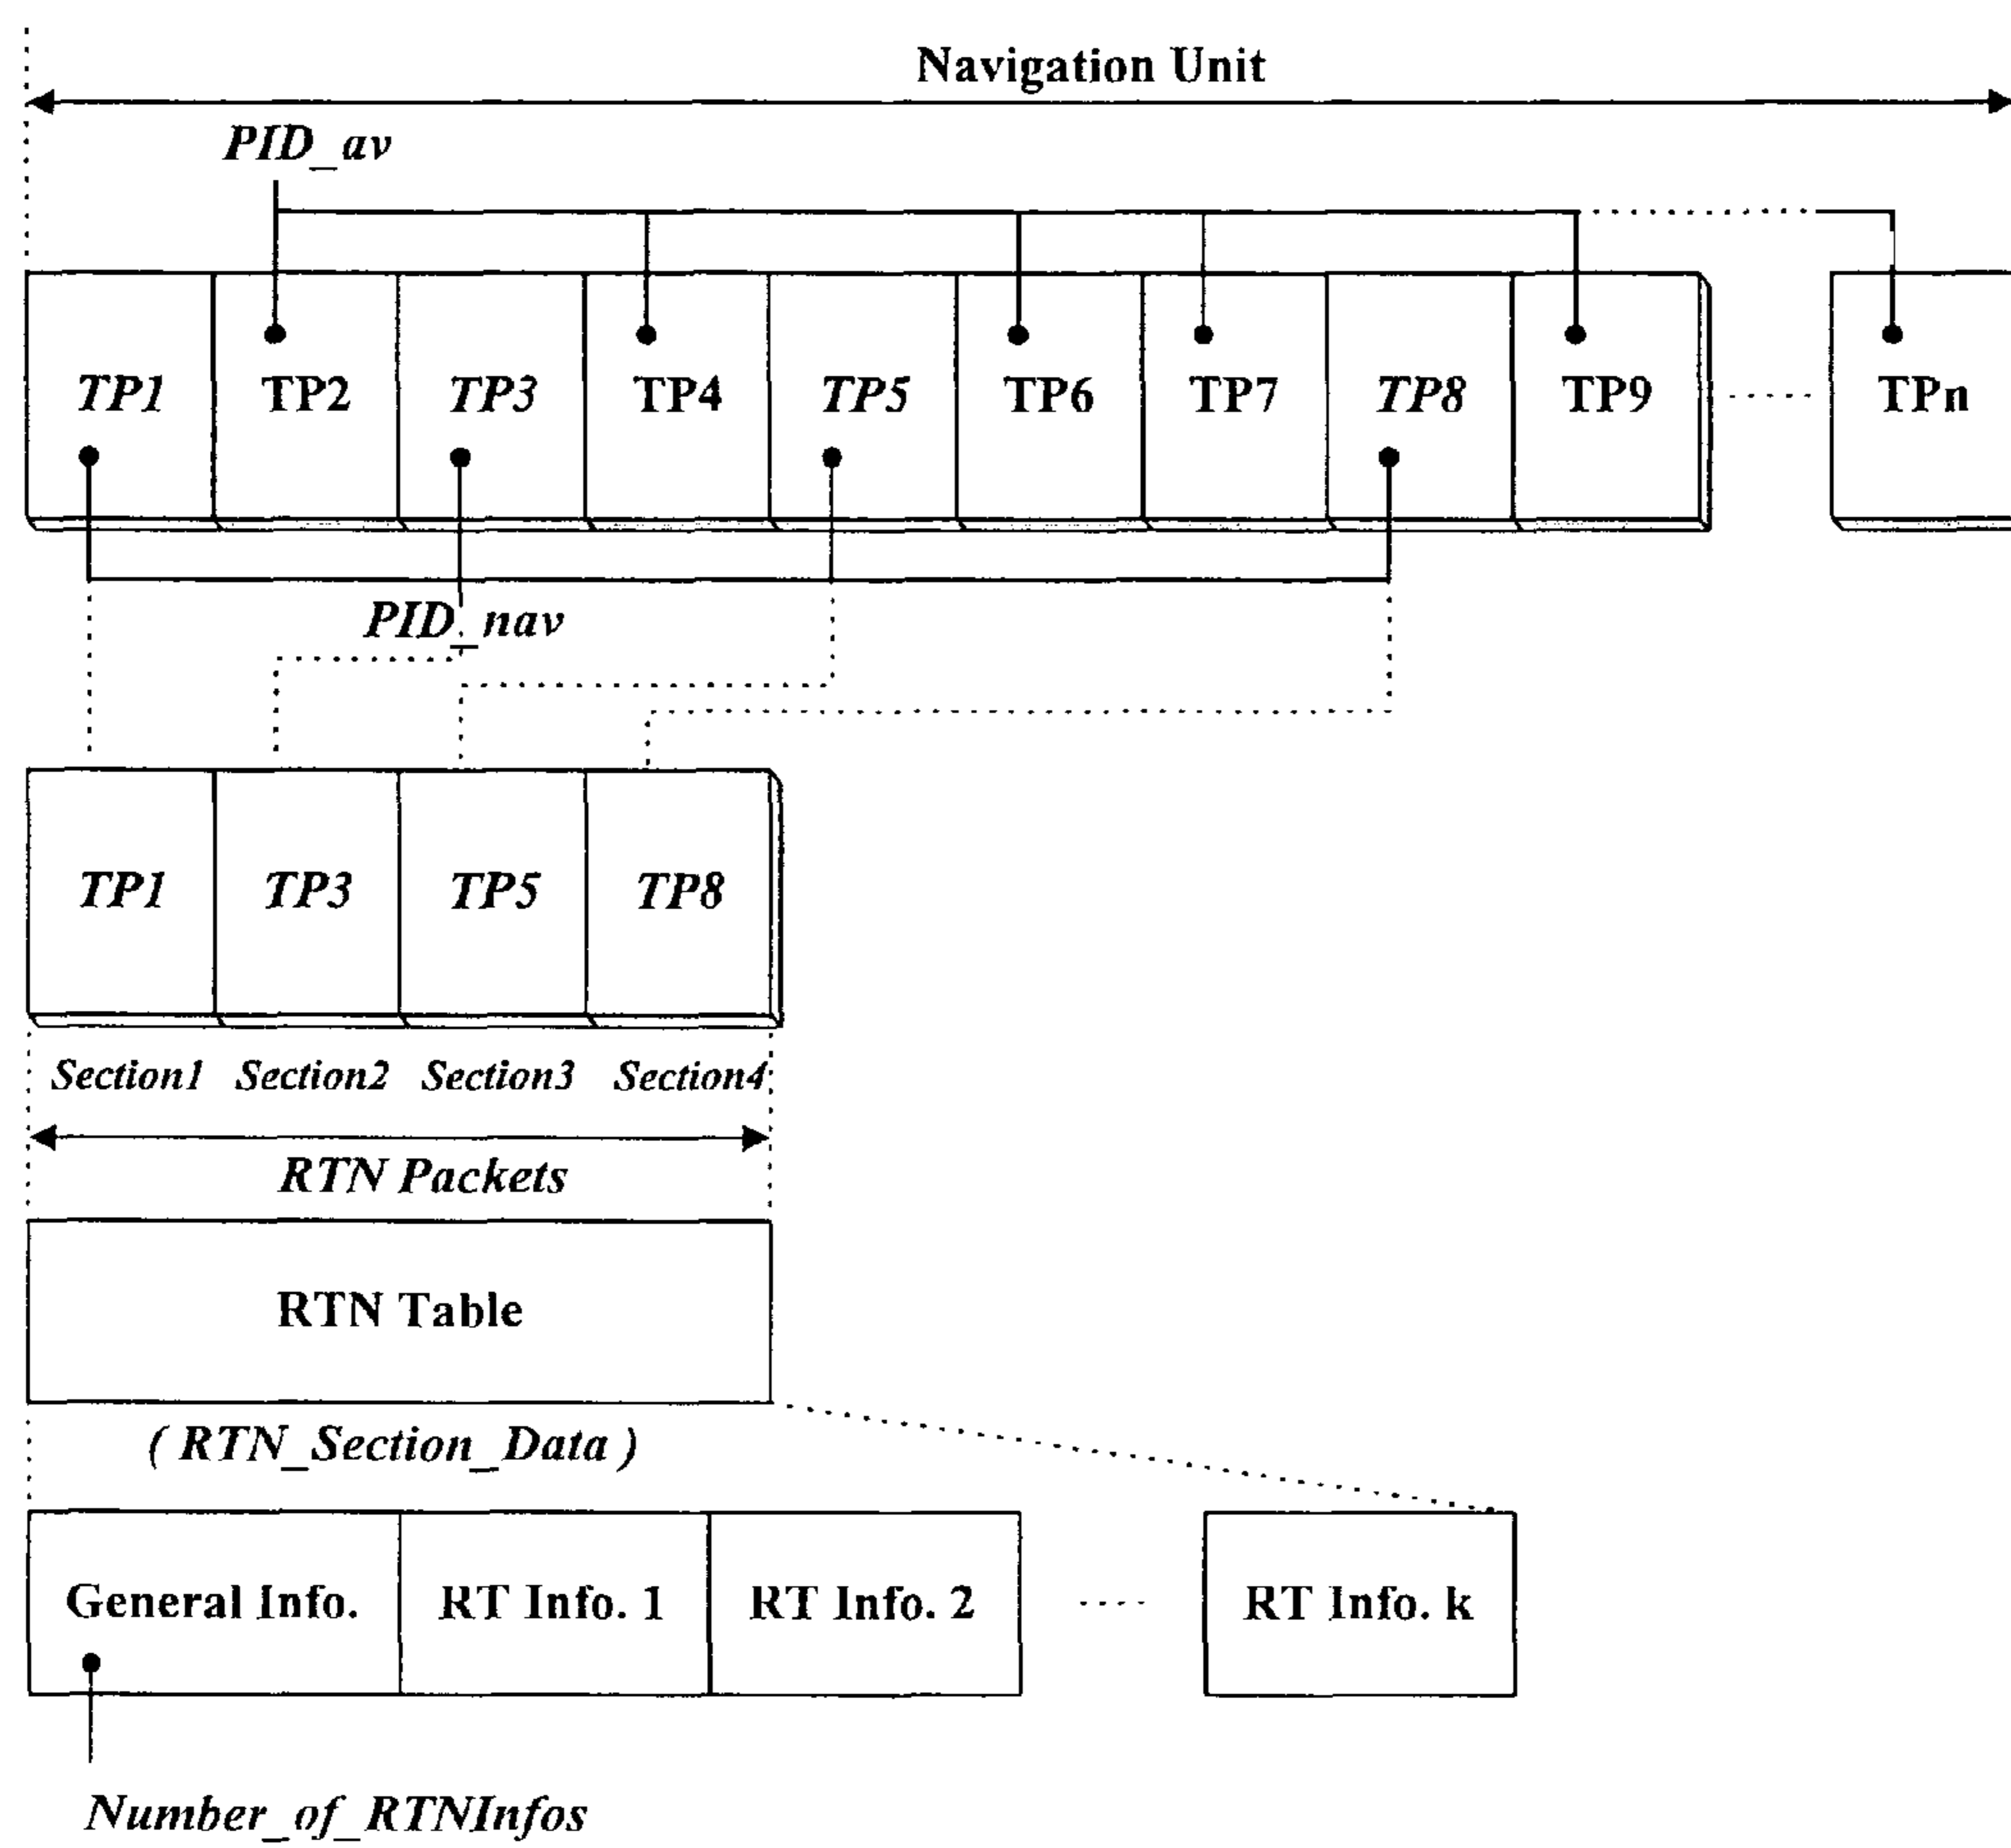 Navigation Unit
PID_av
TP1 TP2 TP3 TP4 TP5 TP6 TP7 TP8 TP9 ..... TPn
PID_nav
TP1 TP3 TP5 TP8
Section1 Section2 Section3 Section4
RTN Packets
RTN Table
( RTN_Section_Data )
General Info. RT Info. 1 RT Info. 2 .... RT Info. k
Number_of_RTNInfos